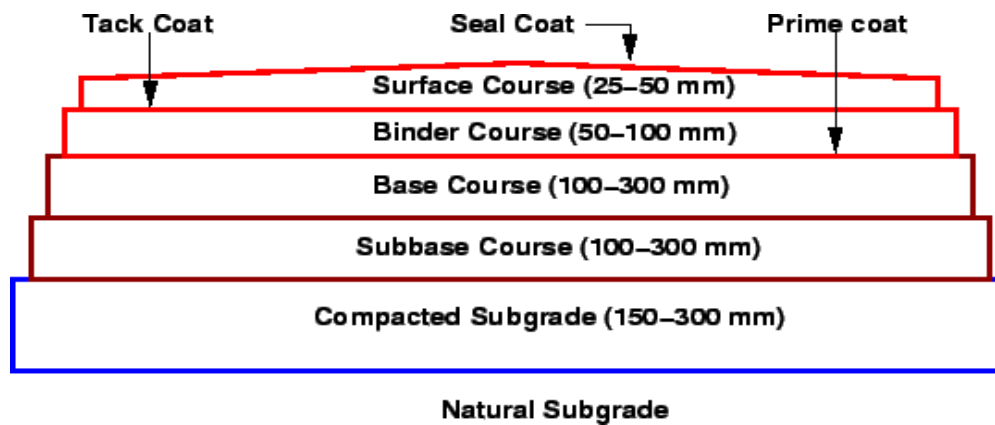 Tack Coat Seal Coat Prime coat
Surface Course (25–50 mm)
Binder Course (50–100 mm)
Base Course (100–300 mm)
Subbase Course (100–300 mm)
Compacted Subgrade (150–300 mm)
Natural Subgrade